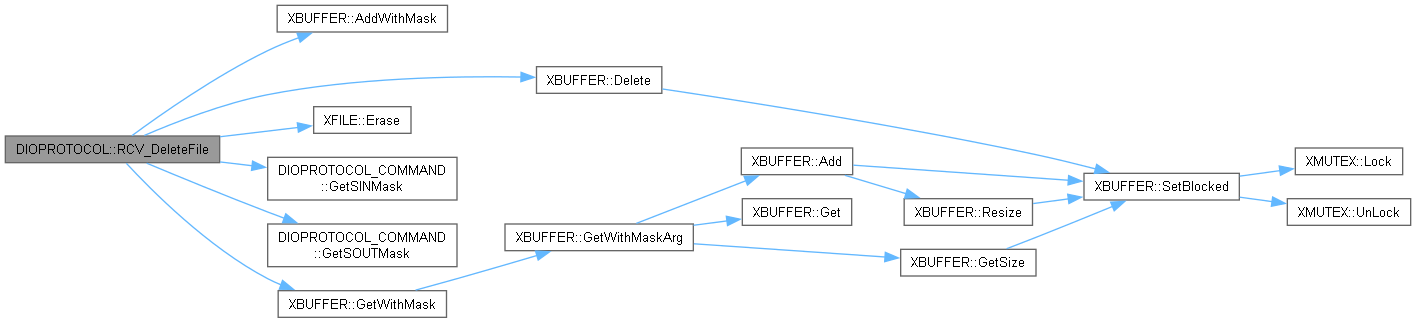 XBUFFER::AddWithMask
XBUFFER::Delete
XFILE::Erase
DIOPROTOCOL::RCV_DeleteFile
DIOPROTOCOL_COMMAND
::GetSINMask
XBUFFER::Add
XMUTEX::Lock
XBUFFER::SetBlocked
XBUFFER::Get
XBUFFER::Resize
XMUTEX::UnLock
DIOPROTOCOL_COMMAND
::GetSOUTMask
XBUFFER::GetWithMaskArg
XBUFFER::GetSize
XBUFFER::GetWithMask